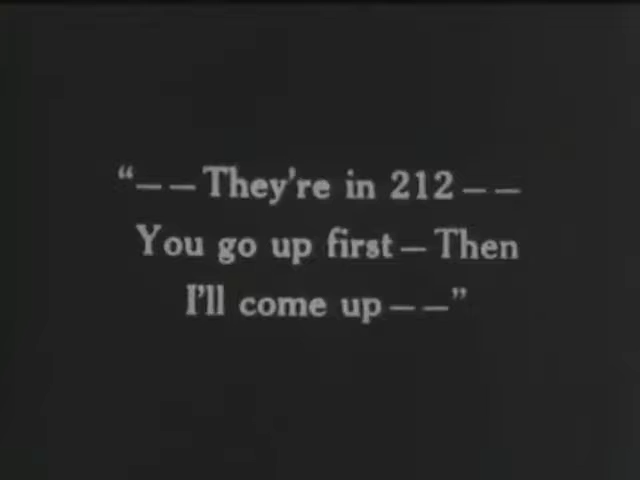 “— —They're in 212— —
You go up first—Then
I'll come up— —”